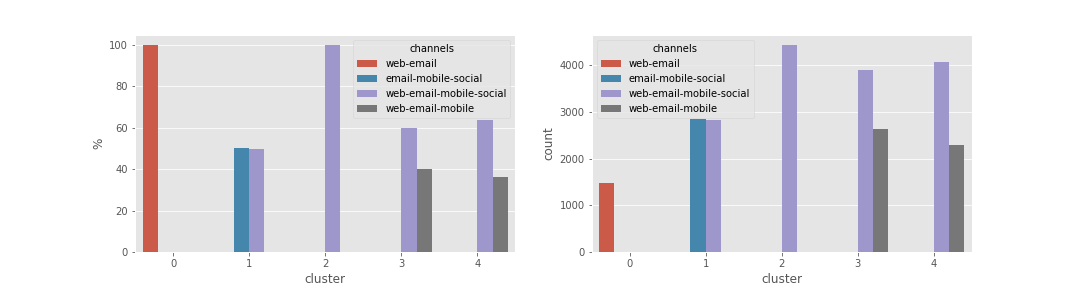 100
80
60
40
20
0
%
channels
web-email
email-mobile-social
web-email-mobile-social
web-email-mobile
0 1 2 3 4
cluster
4000
3000
2000
1000
0
count
channels
web-email
email-mobile-social
web-email-mobile-social
web-email-mobile
0 1 2 3 4
cluster